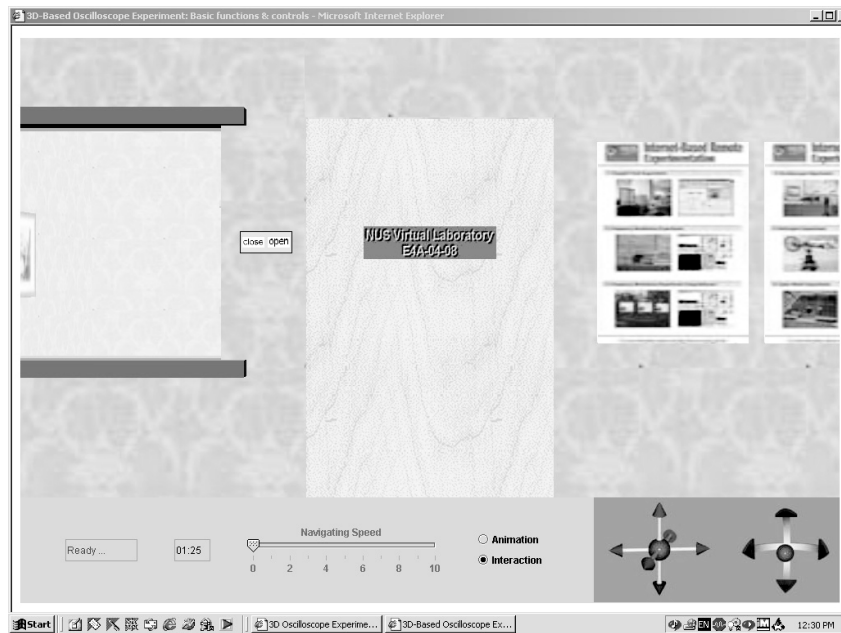 3D-Based Oscilloscope Experiment: Basic functions & controls - Microsoft Internet Explorer
close open
NUS Virtual Laboratory
E4A-04-08
Internet-Based Remote
Experimentation
Ready ...
01:25
Navigating Speed
0 2 4 6 8 10
Animation
Interaction
Start
3D Oscilloscope Experime...
3D-Based Oscilloscope Ex...
EN
12:30 PM